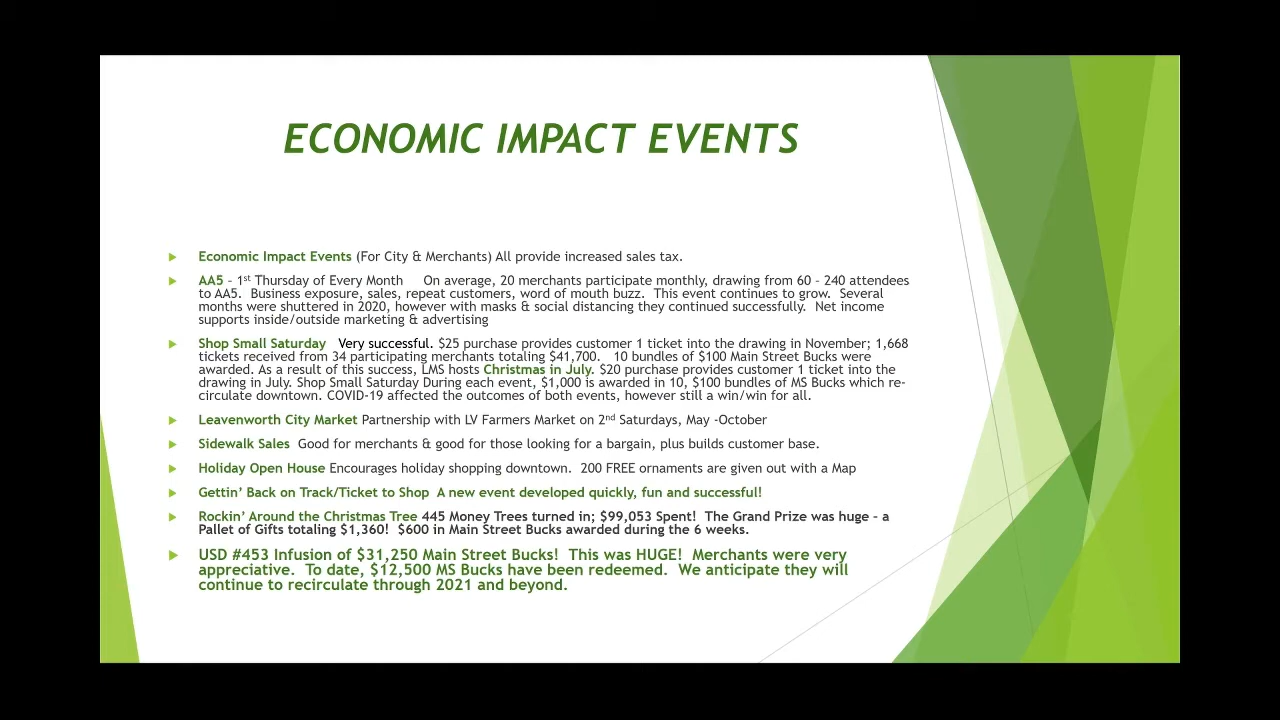 ECONOMIC IMPACT EVENTS
Economic Impact Events (For City & Merchants) All provide increased sales tax.
AA5 – 1st Thursday of Every Month On average, 20 merchants participate monthly, drawing from 60 – 240 attendees
to AA5. Business exposure, sales, repeat customers, word of mouth buzz. This event continues to grow. Several
months were shuttered in 2020, however with masks & social distancing they continued successfully. Net income
supports inside/outside marketing & advertising
Shop Small Saturday Very successful. $25 purchase provides customer 1 ticket into the drawing in November; 1,668
tickets received from 34 participating merchants totaling $41,700. 10 bundles of $100 Main Street Bucks were
awarded. As a result of this success, LMS hosts Christmas in July. $20 purchase provides customer 1 ticket into the
drawing in July. Shop Small Saturday During each event, $1,000 is awarded in 10, $100 bundles of MS Bucks which re-
circulate downtown. COVID-19 affected the outcomes of both events, however still a win/win for all.
Leavenworth City Market Partnership with LV Farmers Market on 2nd Saturdays, May -October
Sidewalk Sales Good for merchants & good for those looking for a bargain, plus builds customer base.
Holiday Open House Encourages holiday shopping downtown. 200 FREE ornaments are given out with a Map
Gettin' Back on Track/Ticket to Shop A new event developed quickly, fun and successful!
Rockin' Around the Christmas Tree 445 Money Trees turned in; $99,053 Spent! The Grand Prize was huge – a
Pallet of Gifts totaling $1,360! $600 in Main Street Bucks awarded during the 6 weeks.
USD #453 Infusion of $31,250 Main Street Bucks! This was HUGE! Merchants were very
appreciative. To date, $12,500 MS Bucks have been redeemed. We anticipate they will
continue to recirculate through 2021 and beyond.